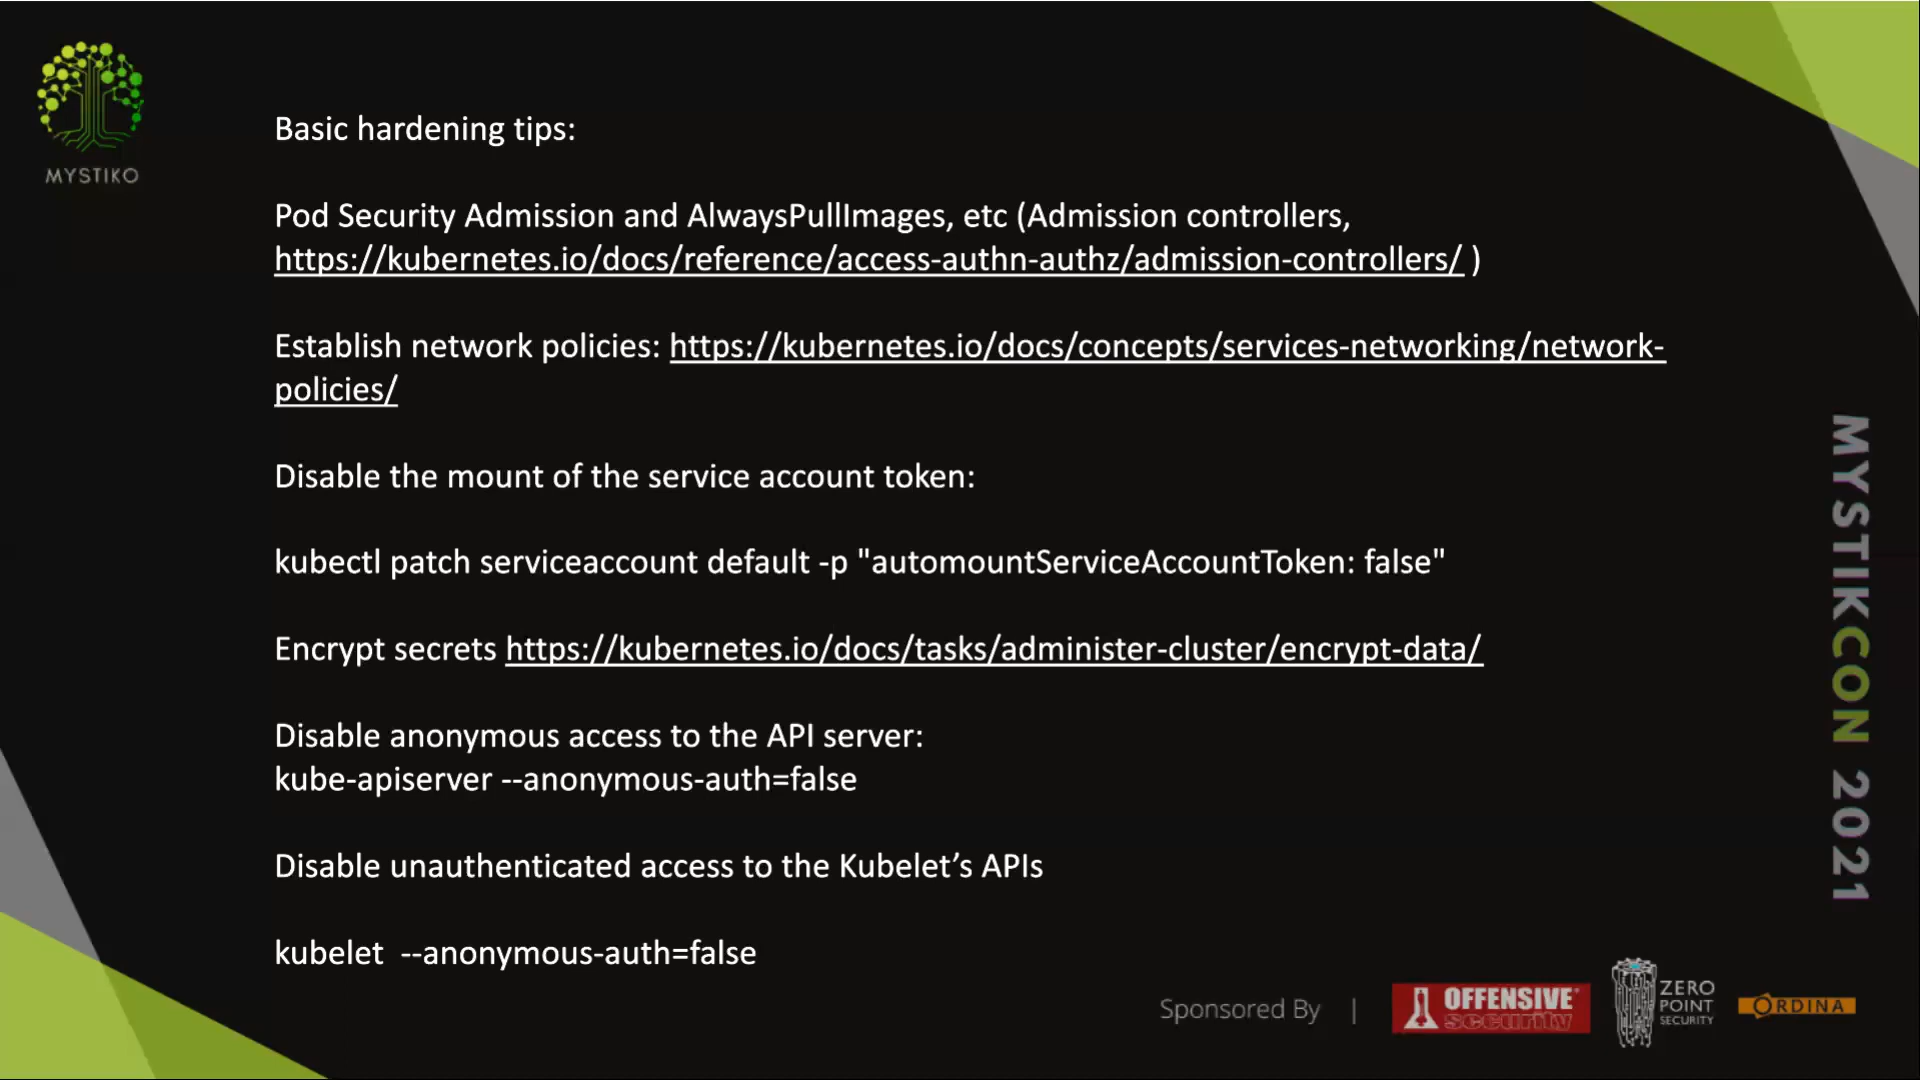 MYSTIKO
Basic hardening tips:
Pod Security Admission and AlwaysPullImages, etc (Admission controllers,
https://kubernetes.io/docs/reference/access-authn-authz/admission-controllers/ )
Establish network policies: https://kubernetes.io/docs/concepts/services-networking/network-
policies/
Disable the mount of the service account token:
kubectl patch serviceaccount default -p "automountServiceAccountToken: false"
Encrypt secrets https://kubernetes.io/docs/tasks/administer-cluster/encrypt-data/
Disable anonymous access to the API server:
kube-apiserver --anonymous-auth=false
Disable unauthenticated access to the Kubelet’s APIs
kubelet  --anonymous-auth=false
MYSTIKCON 2021
Sponsored By |
OFFENSIVE
security
ZERO
POINT
SECURITY
ORDINA